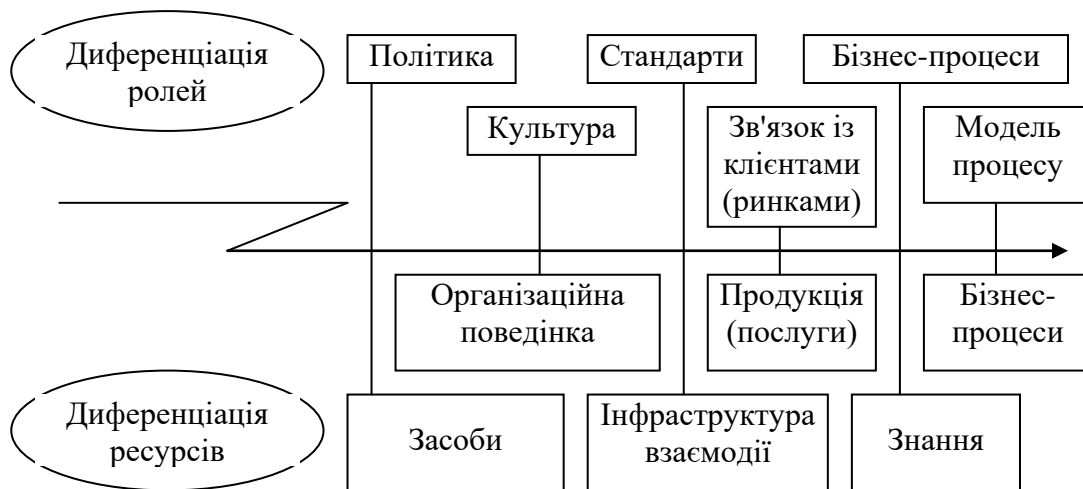 Диференціація
ролей
Політика
Стандарти
Бізнес-процеси
Культура
Зв'язок із
клієнтами
(ринками)
Модель
процесу
Організаційна
поведінка
Продукція
(послуги)
Бізнес-
процеси
Диференціація
ресурсів
Засоби
Інфраструктура
взаємодії
Знання